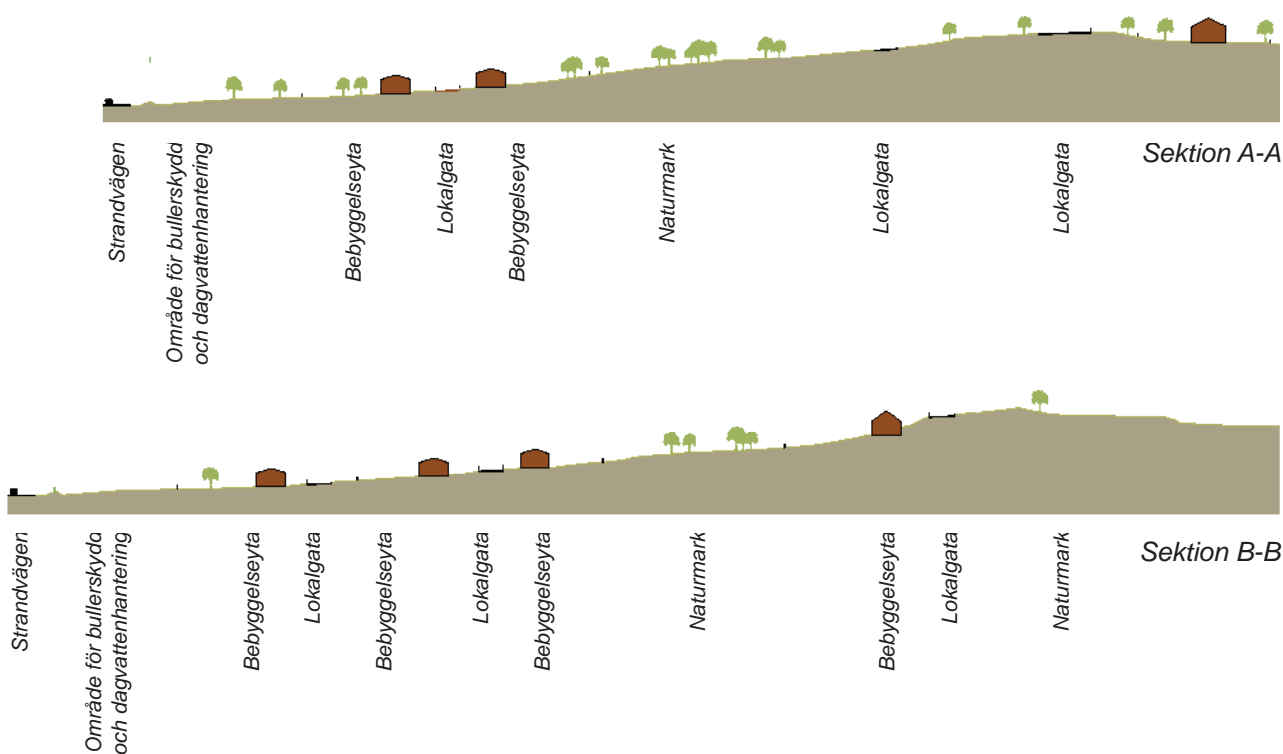 Strandvägen
Område för bullerskydd
och dagvattenhantering
Bebyggelseyta
Lokalgata
Bebyggelseyta
Naturmark
Lokalgata
Lokalgata
Sektion A-A
Strandvägen
Område för bullerskydd
och dagvattenhantering
Bebyggelseyta
Lokalgata
Bebyggelseyta
Lokalgata
Bebyggelseyta
Naturmark
Bebyggelseyta
Lokalgata
Naturmark
Sektion B-B